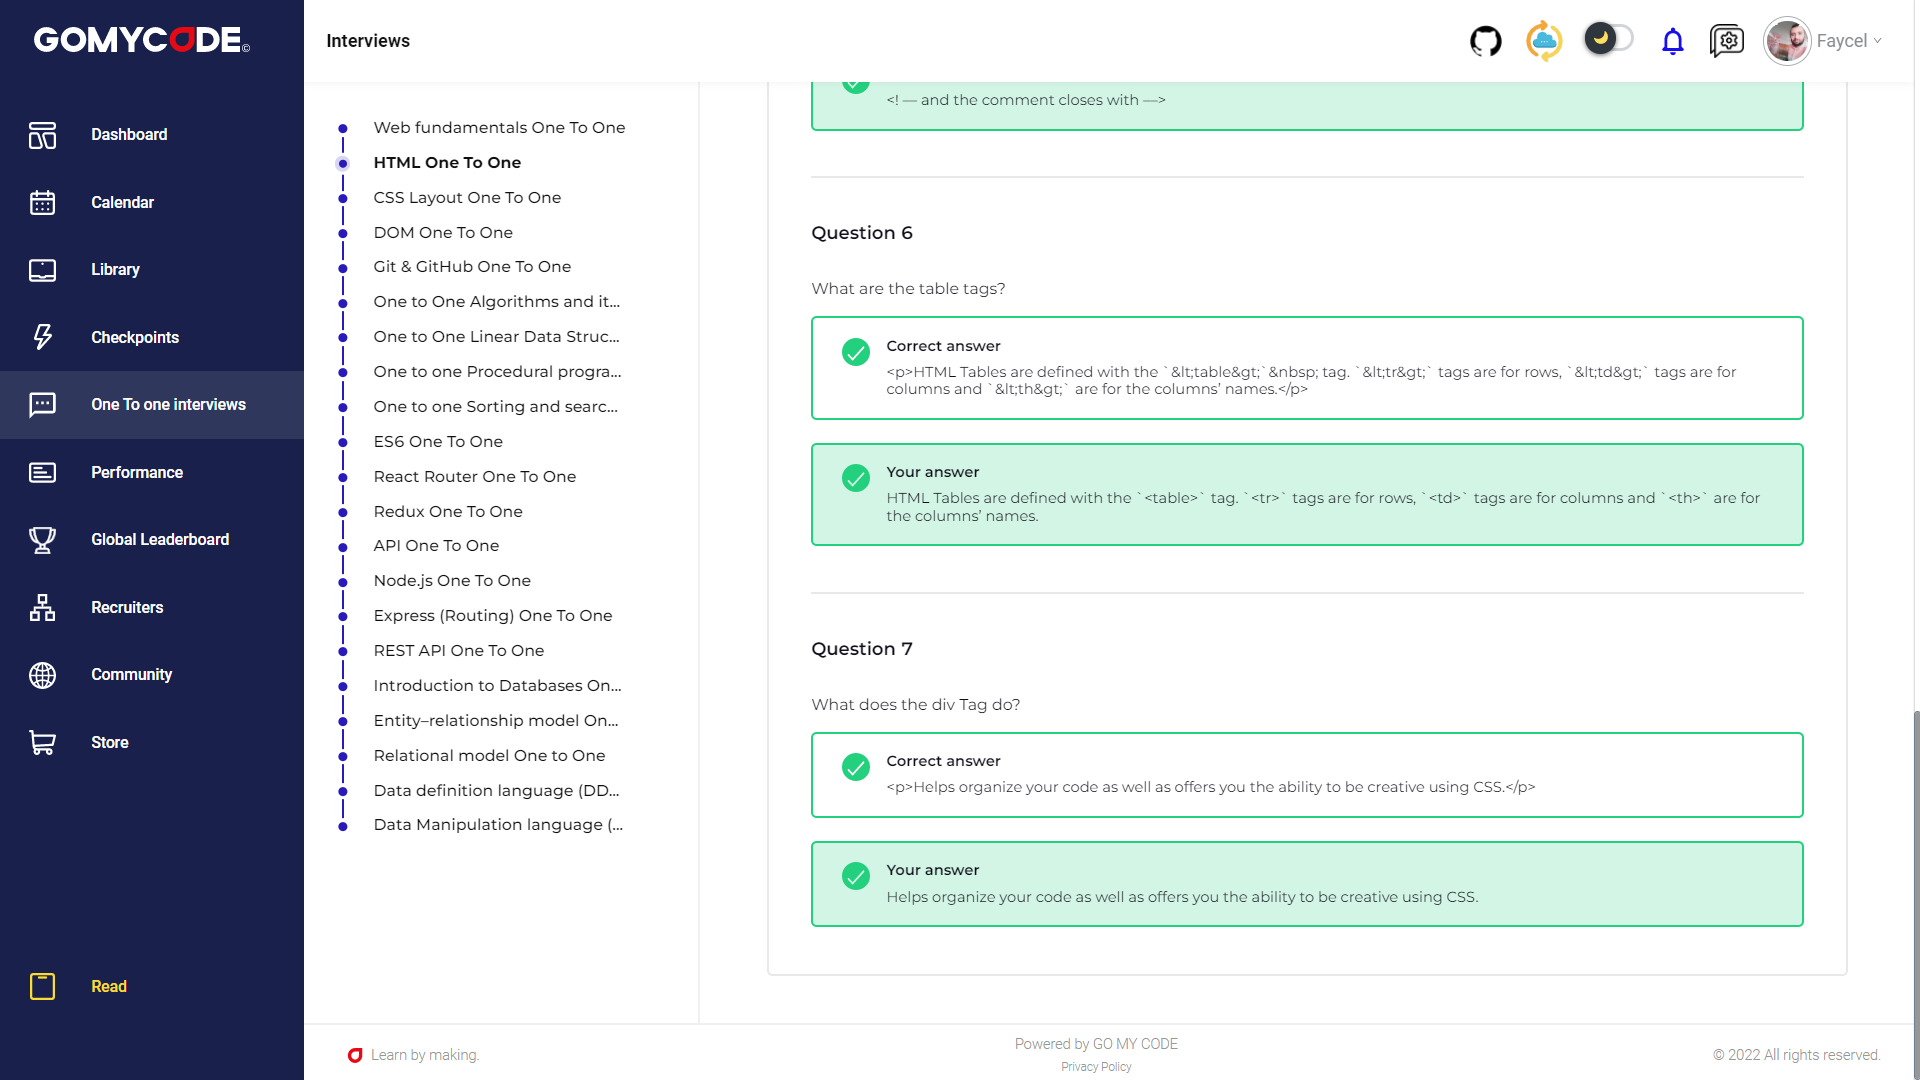 GOMYCODE©
Interviews
Faycel
Dashboard
Calendar
Library
Checkpoints
One To one interviews
Performance
Global Leaderboard
Recruiters
Community
Store
Read
Web fundamentals One To One
HTML One To One
CSS Layout One To One
DOM One To One
Git & GitHub One To One
One to One Algorithms and it...
One to One Linear Data Struc...
One to one Procedural progra...
One to one Sorting and searc...
ES6 One To One
React Router One To One
Redux One To One
API One To One
Node.js One To One
Express (Routing) One To One
REST API One To One
Introduction to Databases On...
Entity–relationship model On...
Relational model One to One
Data definition language (DD...
Data Manipulation language (...
<! — and the comment closes with —>
Question 6
What are the table tags?
Correct answer
<p>HTML Tables are defined with the `&lt;table&gt;`&nbsp; tag. `&lt;tr&gt;` tags are for rows, `&lt;td&gt;` tags are for
columns and `&lt;th&gt;` are for the columns’ names.</p>
Your answer
HTML Tables are defined with the `<table>` tag. `<tr>` tags are for rows, `<td>` tags are for columns and `<th>` are for
the columns’ names.
Question 7
What does the div Tag do?
Correct answer
<p>Helps organize your code as well as offers you the ability to be creative using CSS.</p>
Your answer
Helps organize your code as well as offers you the ability to be creative using CSS.
Learn by making.
Powered by GO MY CODE
Privacy Policy
© 2022 All rights reserved.